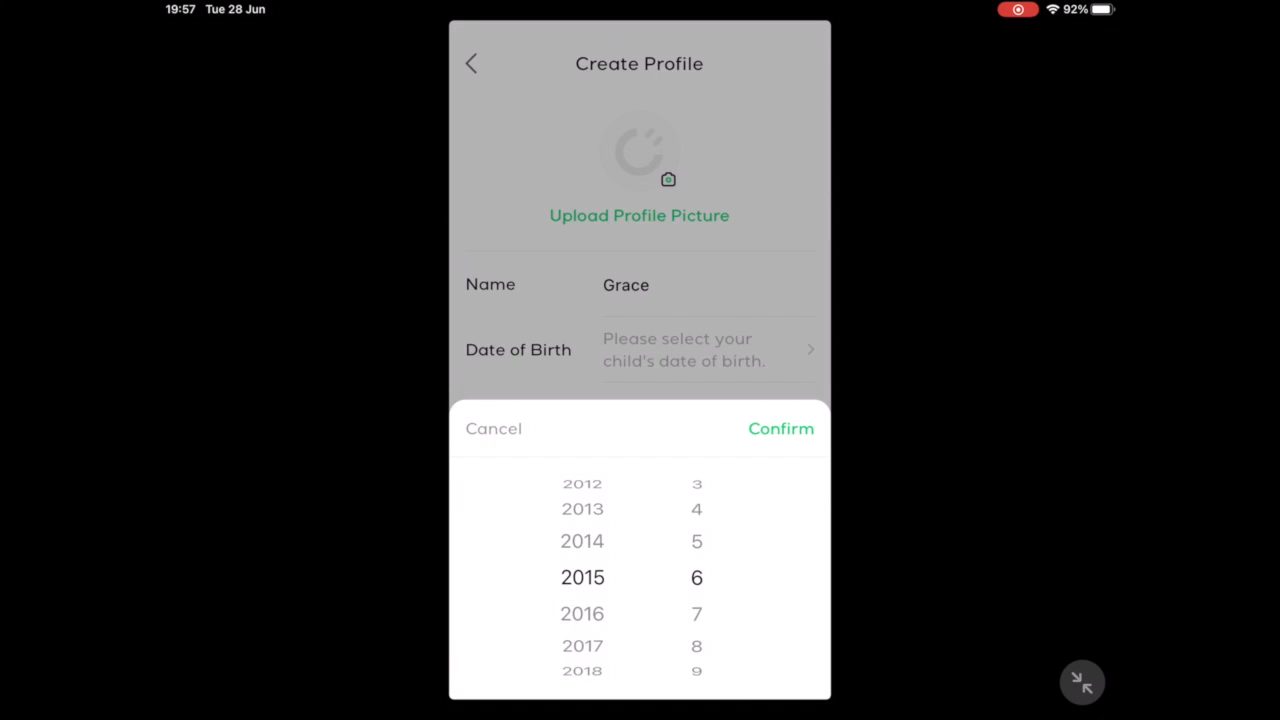 19:57 Tue 28 Jun 92%
Create Profile
Upload Profile Picture
Name Grace
Date of Birth Please select your
child's date of birth.
Cancel Confirm
2012 3
2013 4
2014 5
2015 6
2016 7
2017 8
2018 9